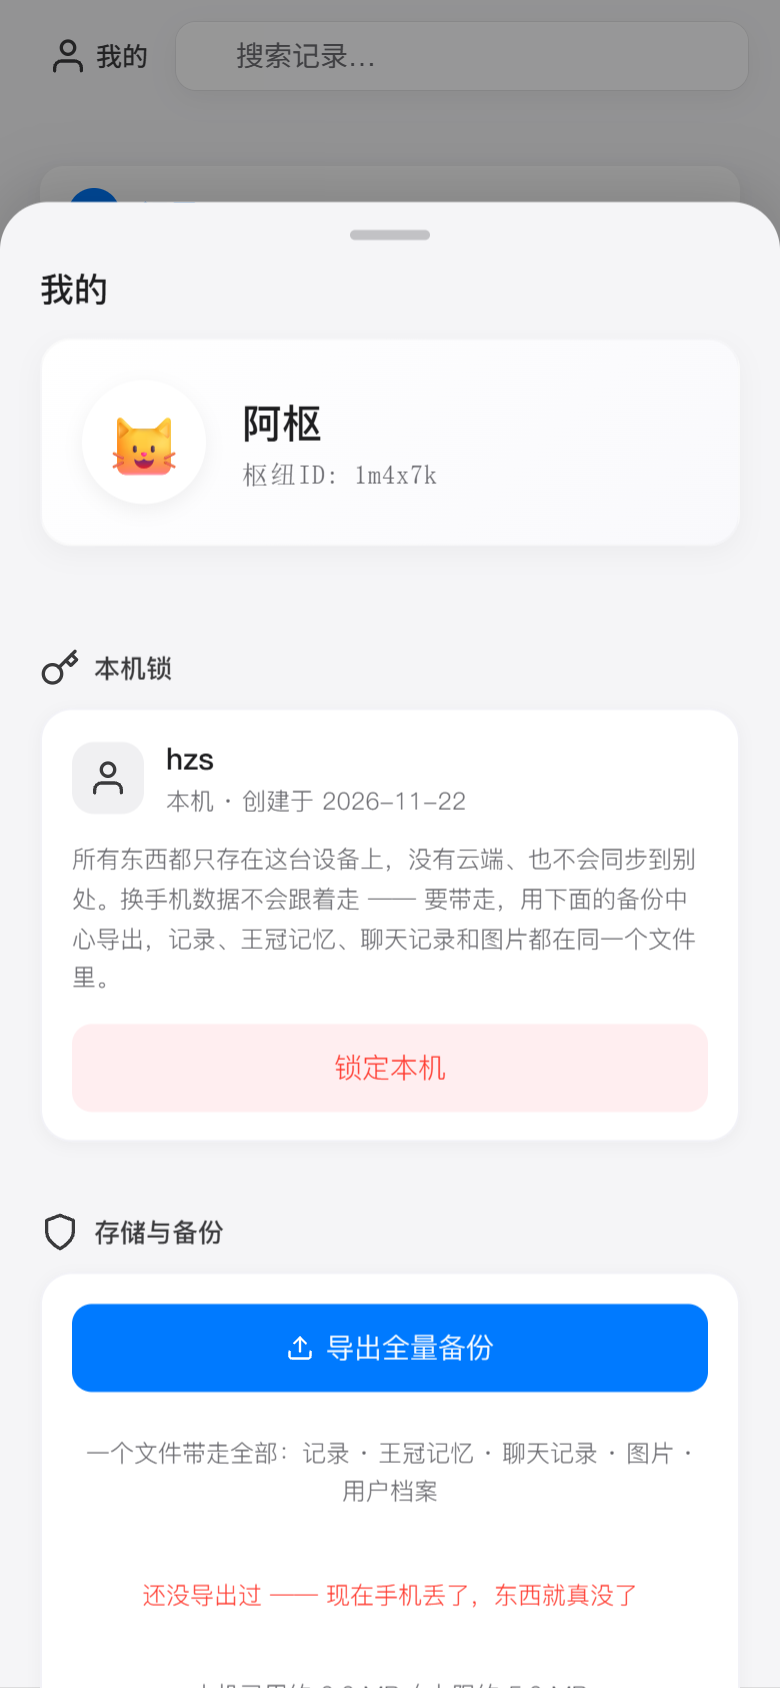 我的
搜索记录…
我的
阿枢
枢纽ID: 1m4x7k
本机锁
hzs
本机 · 创建于 2026-11-22
所有东西都只存在这台设备上，没有云端、也不会同步到别
处。换手机数据不会跟着走 —— 要带走，用下面的备份中
心导出，记录、王冠记忆、聊天记录和图片都在同一个文件
里。
锁定本机
存储与备份
导出全量备份
一个文件带走全部：记录 · 王冠记忆 · 聊天记录 · 图片 ·
用户档案
还没导出过 —— 现在手机丢了，东西就真没了